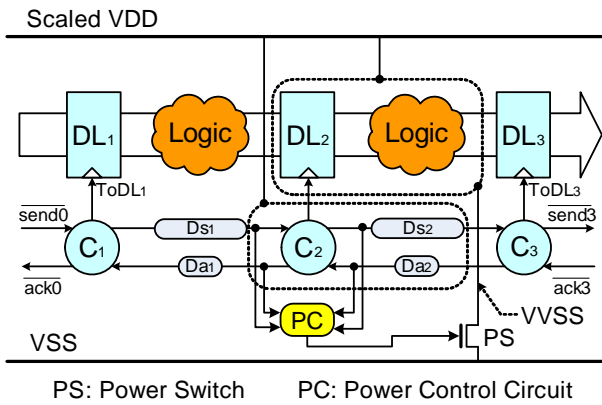 Scaled VDD
DL1 Logic DL2 Logic DL3
ToDL1 ToDL3
send0 Ds1 Ds2 send3
C1 C2 C3
Da1 Da2
ack0 ack3
PC VVSS
VSS PS
PS: Power Switch PC: Power Control Circuit